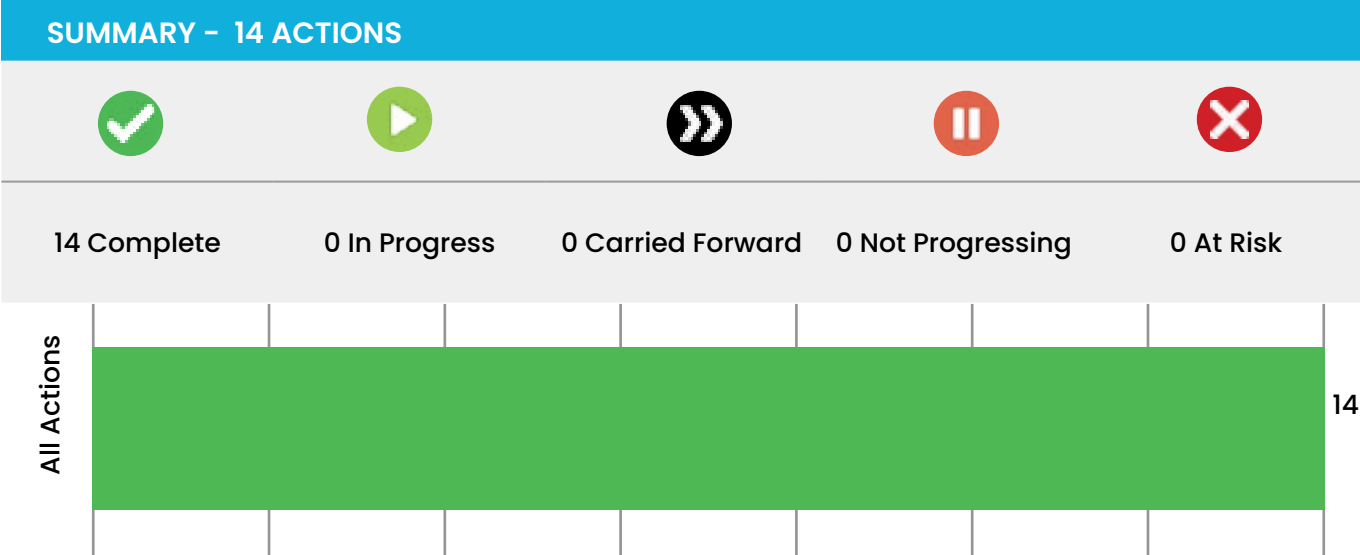 SUMMARY - 14 ACTIONS
14 Complete
0 In Progress
0 Carried Forward
0 Not Progressing
0 At Risk
All Actions
14